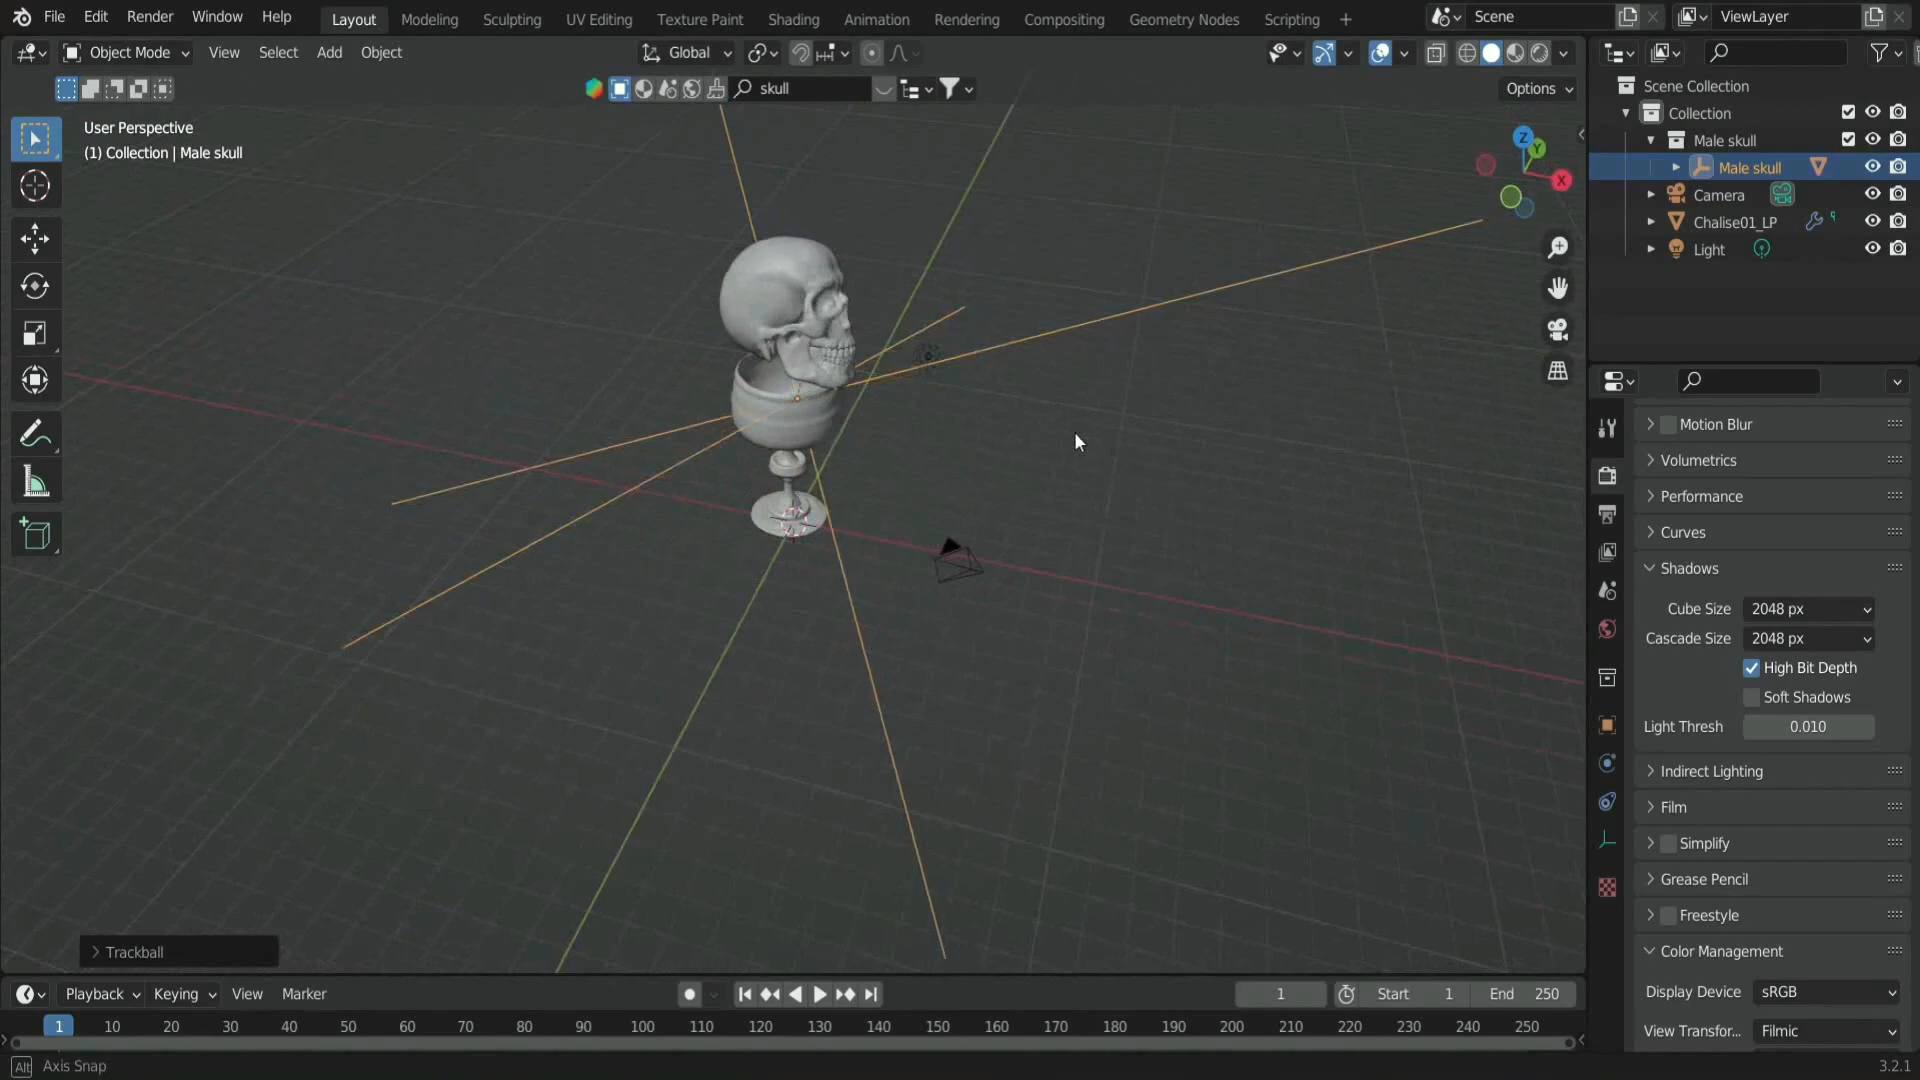 File Edit Render Window Help Layout Modeling Sculpting UV Editing Texture Paint Shading Animation Rendering Compositing Geometry Nodes Scripting + Scene ViewLayer
Object Mode View Select Add Object Global
skull Options
User Perspective
(1) Collection | Male skull
Z
Y
X
Scene Collection
Collection
Male skull
Male skull
Camera
Chalise01_LP
Light
Motion Blur
Volumetrics
Performance
Curves
Shadows
Cube Size 2048 px
Cascade Size 2048 px
High Bit Depth
Soft Shadows
Light Thresh 0.010
Indirect Lighting
Film
Simplify
Grease Pencil
Freestyle
Color Management
Display Device sRGB
View Transfor... Filmic
Trackball
Playback Keying View Marker 1 Start 1 End 250
1 10 20 30 40 50 60 70 80 90 100 110 120 130 140 150 160 170 180 190 200 210 220 230 240 250
Alt Axis Snap 3.2.1